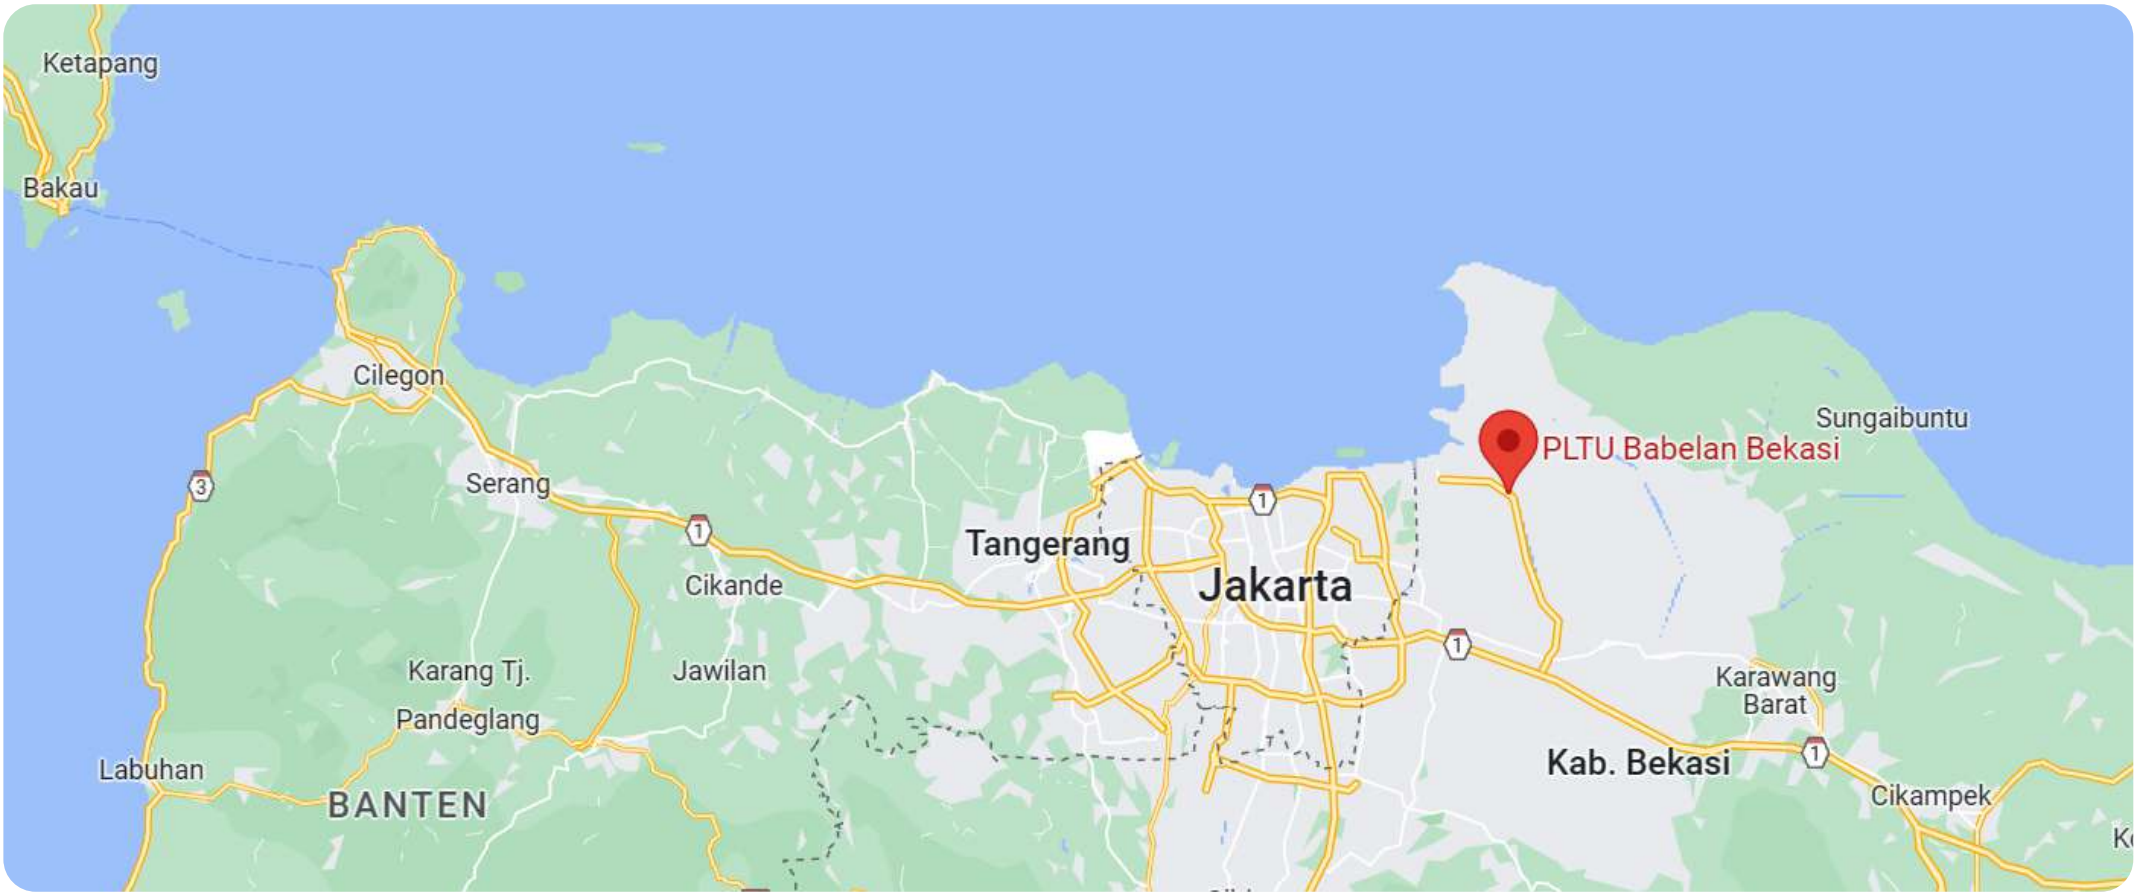 Ketapang
Bakau
Cilegon
Sungaibuntu
PLTU Babelan Bekasi
3
Serang
1
1
Tangerang
Jakarta
Cikande
1
Karang Tj.
Jawilan
Karawang
Barat
Pandeglang
Labuhan
Kab. Bekasi
1
BANTEN
Cikampek